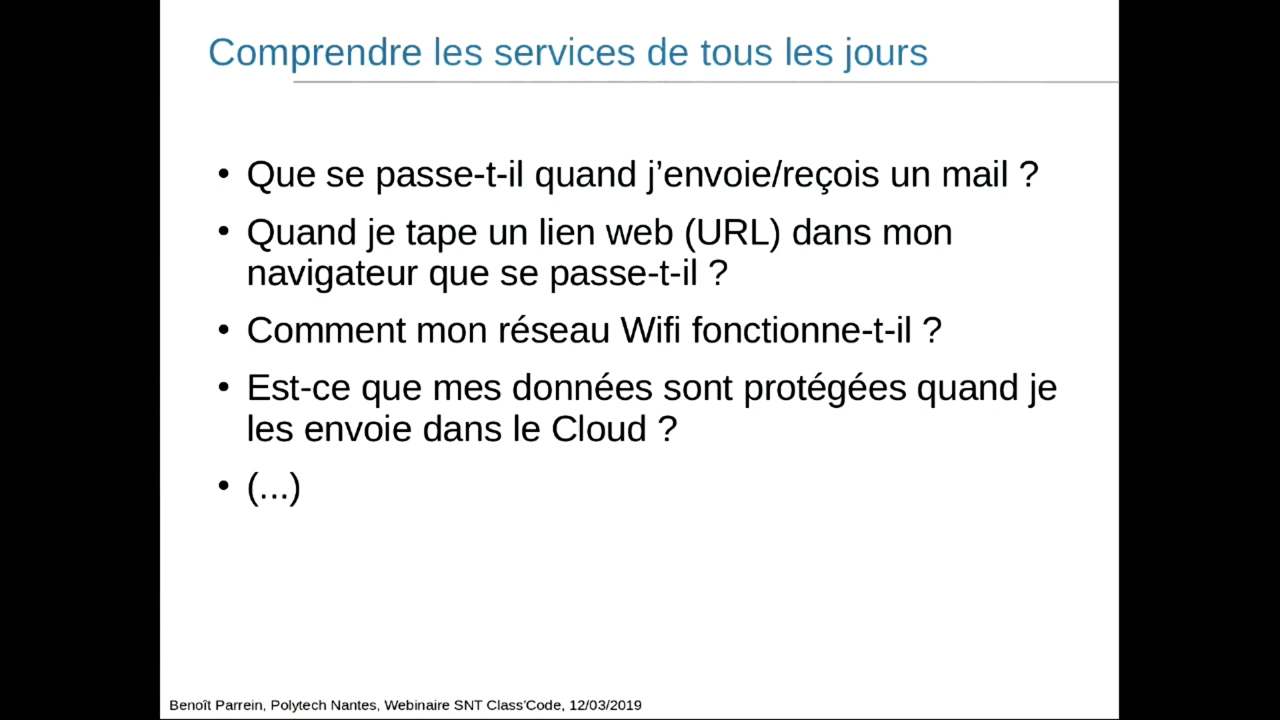 Comprendre les services de tous les jours
• Que se passe-t-il quand j’envoie/reçois un mail ?
• Quand je tape un lien web (URL) dans mon
navigateur que se passe-t-il ?
• Comment mon réseau Wifi fonctionne-t-il ?
• Est-ce que mes données sont protégées quand je
les envoie dans le Cloud ?
• (...)
Benoît Parrein, Polytech Nantes, Webinaire SNT Class'Code, 12/03/2019